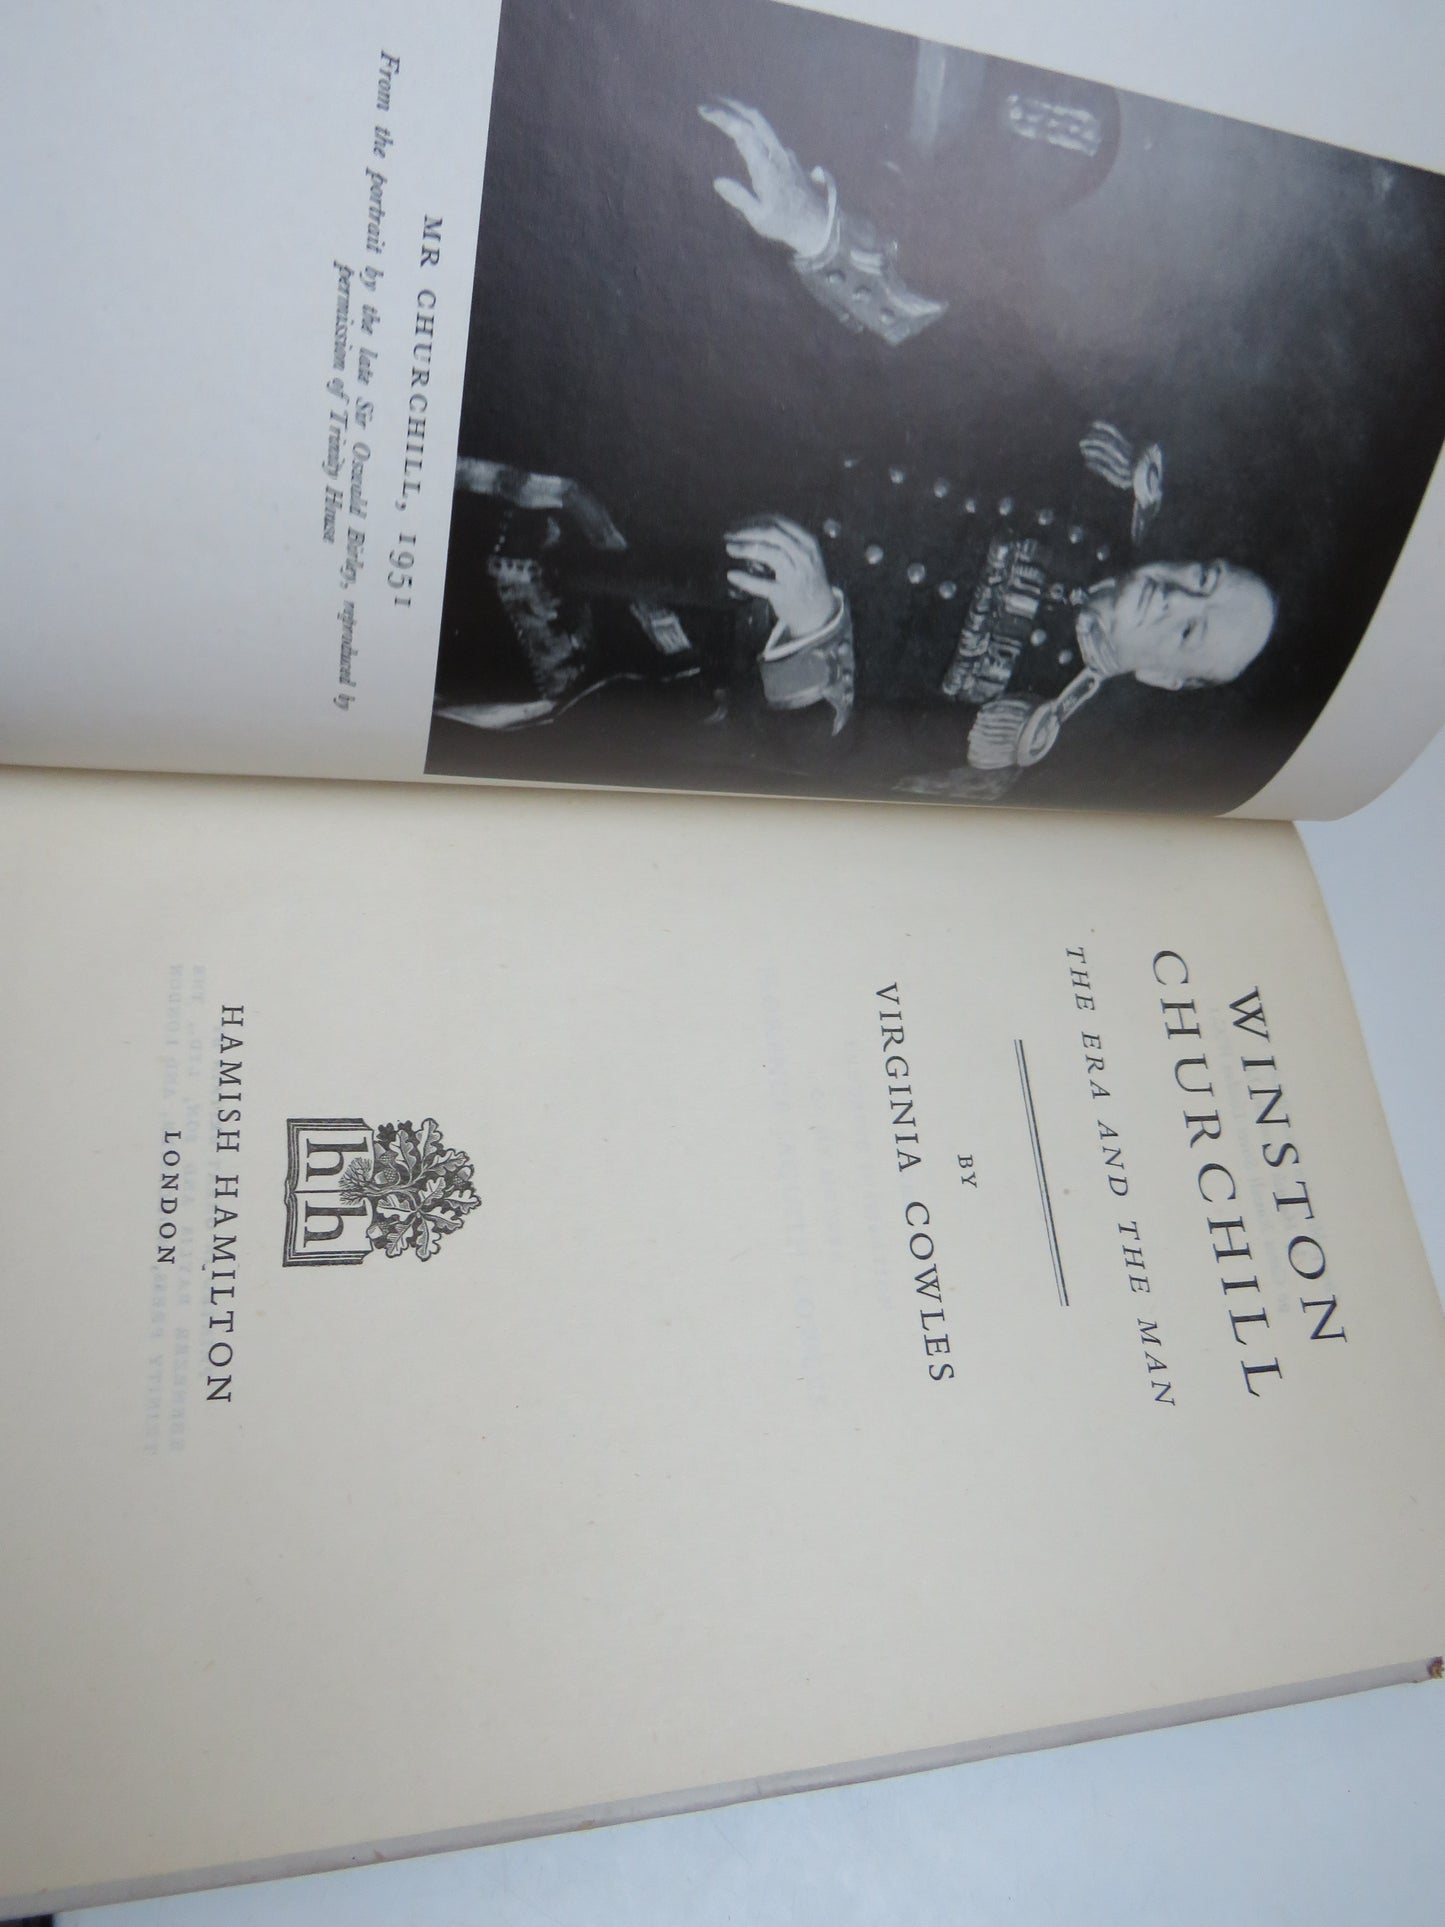 MR CHURCHILL, 1951
From the portrait by the late Sir Oswald Birley, reproduced by
permission of Trinity House
WINSTON
CHURCHILL
THE ERA AND THE MAN
BY
VIRGINIA COWLES
hh
HAMISH HAMILTON
LONDON